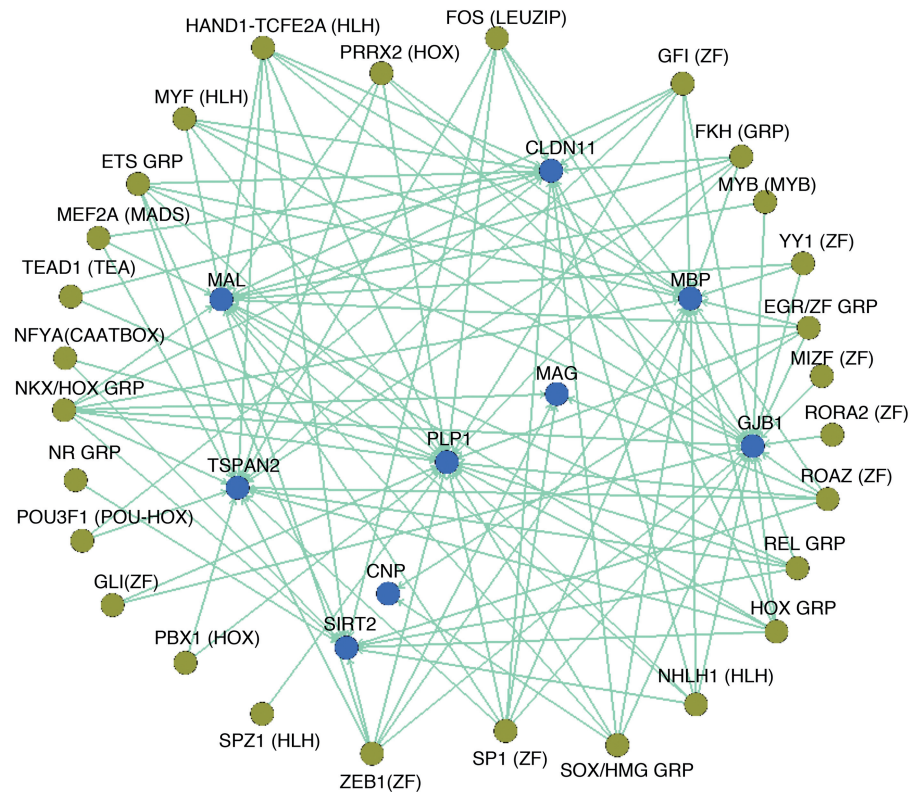 FOS (LEUZIP)
HAND1-TCFE2A (HLH)
PRRX2 (HOX)
GFI (ZF)
MYF (HLH)
FKH (GRP)
CLDN11
ETS GRP
MYB (MYB)
MEF2A (MADS)
YY1 (ZF)
TEAD1 (TEA)
MAL
MBP
EGR/ZF GRP
NFYA(CAATBOX)
MIZF (ZF)
MAG
NKX/HOX GRP
RORA2 (ZF)
GJB1
PLP1
NR GRP
TSPAN2
ROAZ (ZF)
POU3F1 (POU-HOX)
REL GRP
CNP
GLI(ZF)
HOX GRP
SIRT2
PBX1 (HOX)
NHLH1 (HLH)
SPZ1 (HLH)
SP1 (ZF)
SOX/HMG GRP
ZEB1(ZF)